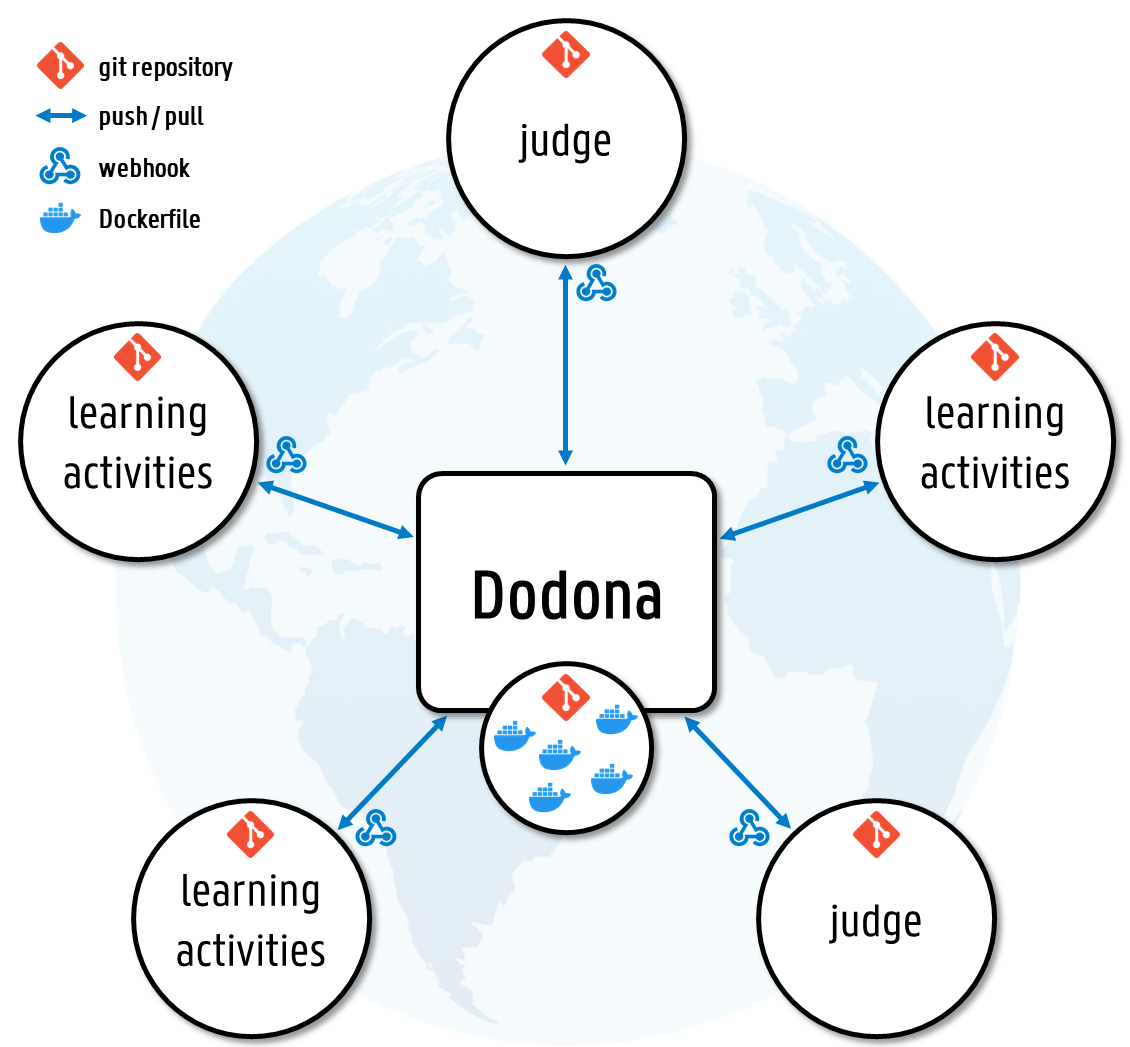 git repository
push / pull
webhook
Dockerfile
judge
learning
activities
learning
activities
Dodona
learning
activities
judge